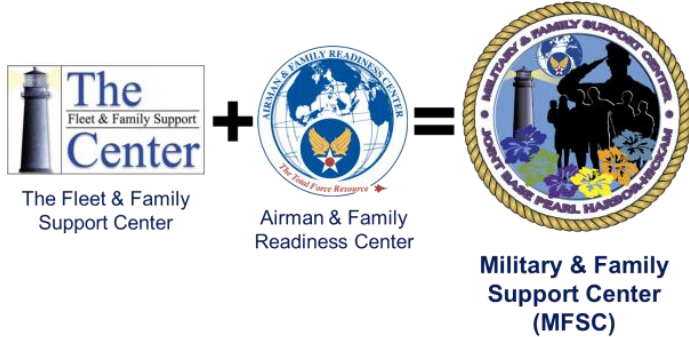 The
Fleet & Family Support
Center
The Fleet & Family
Support Center
+
AIRMAN & FAMILY READINESS CENTER
The Total Force Resource
Airman & Family
Readiness Center
=
MILITARY & FAMILY SUPPORT CENTER
JOINT BASE PEARL HARBOR-HICKAM
Military & Family
Support Center
(MFSC)